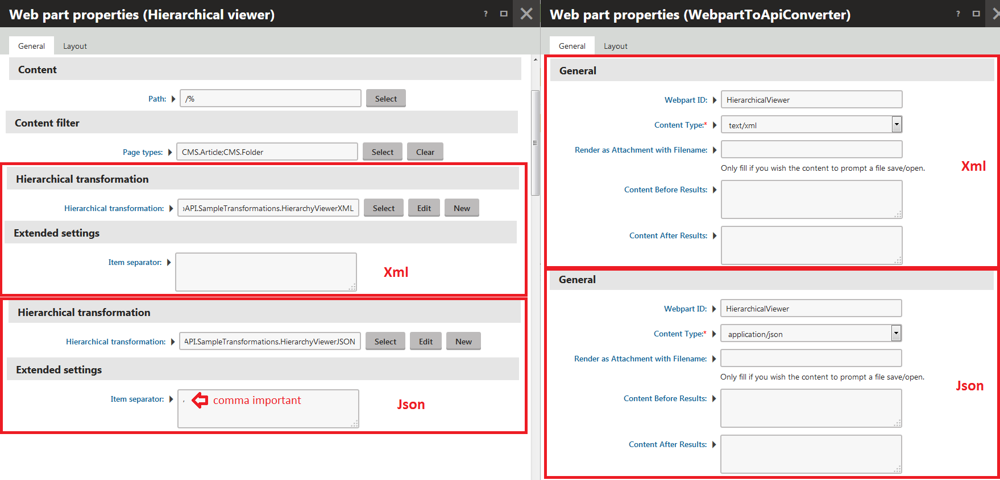 Web part properties (Hierarchical viewer)
?
General
Layout
Content
Path:
/%
Select
Content filter
Page types:
CMS.Article;CMS.Folder
Select
Clear
Hierarchical transformation
Hierarchical transformation:
API.SampleTransformations.HierarchyViewerXML
Select
Edit
New
Extended settings
Item separator:
Xml
Hierarchical transformation
Hierarchical transformation:
API.SampleTransformations.HierarchyViewerJSON
Select
Edit
New
Extended settings
Item separator:
,
comma important
Json
Web part properties (WebpartToApiConverter)
?
General
Layout
General
Webpart ID:
HierarchicalViewer
Content Type:*
text/xml
Render as Attachment with Filename:
Only fill if you wish the content to prompt a file save/open.
Xml
Content Before Results:
Content After Results:
General
Webpart ID:
HierarchicalViewer
Content Type:*
application/json
Render as Attachment with Filename:
Only fill if you wish the content to prompt a file save/open.
Json
Content Before Results:
Content After Results: